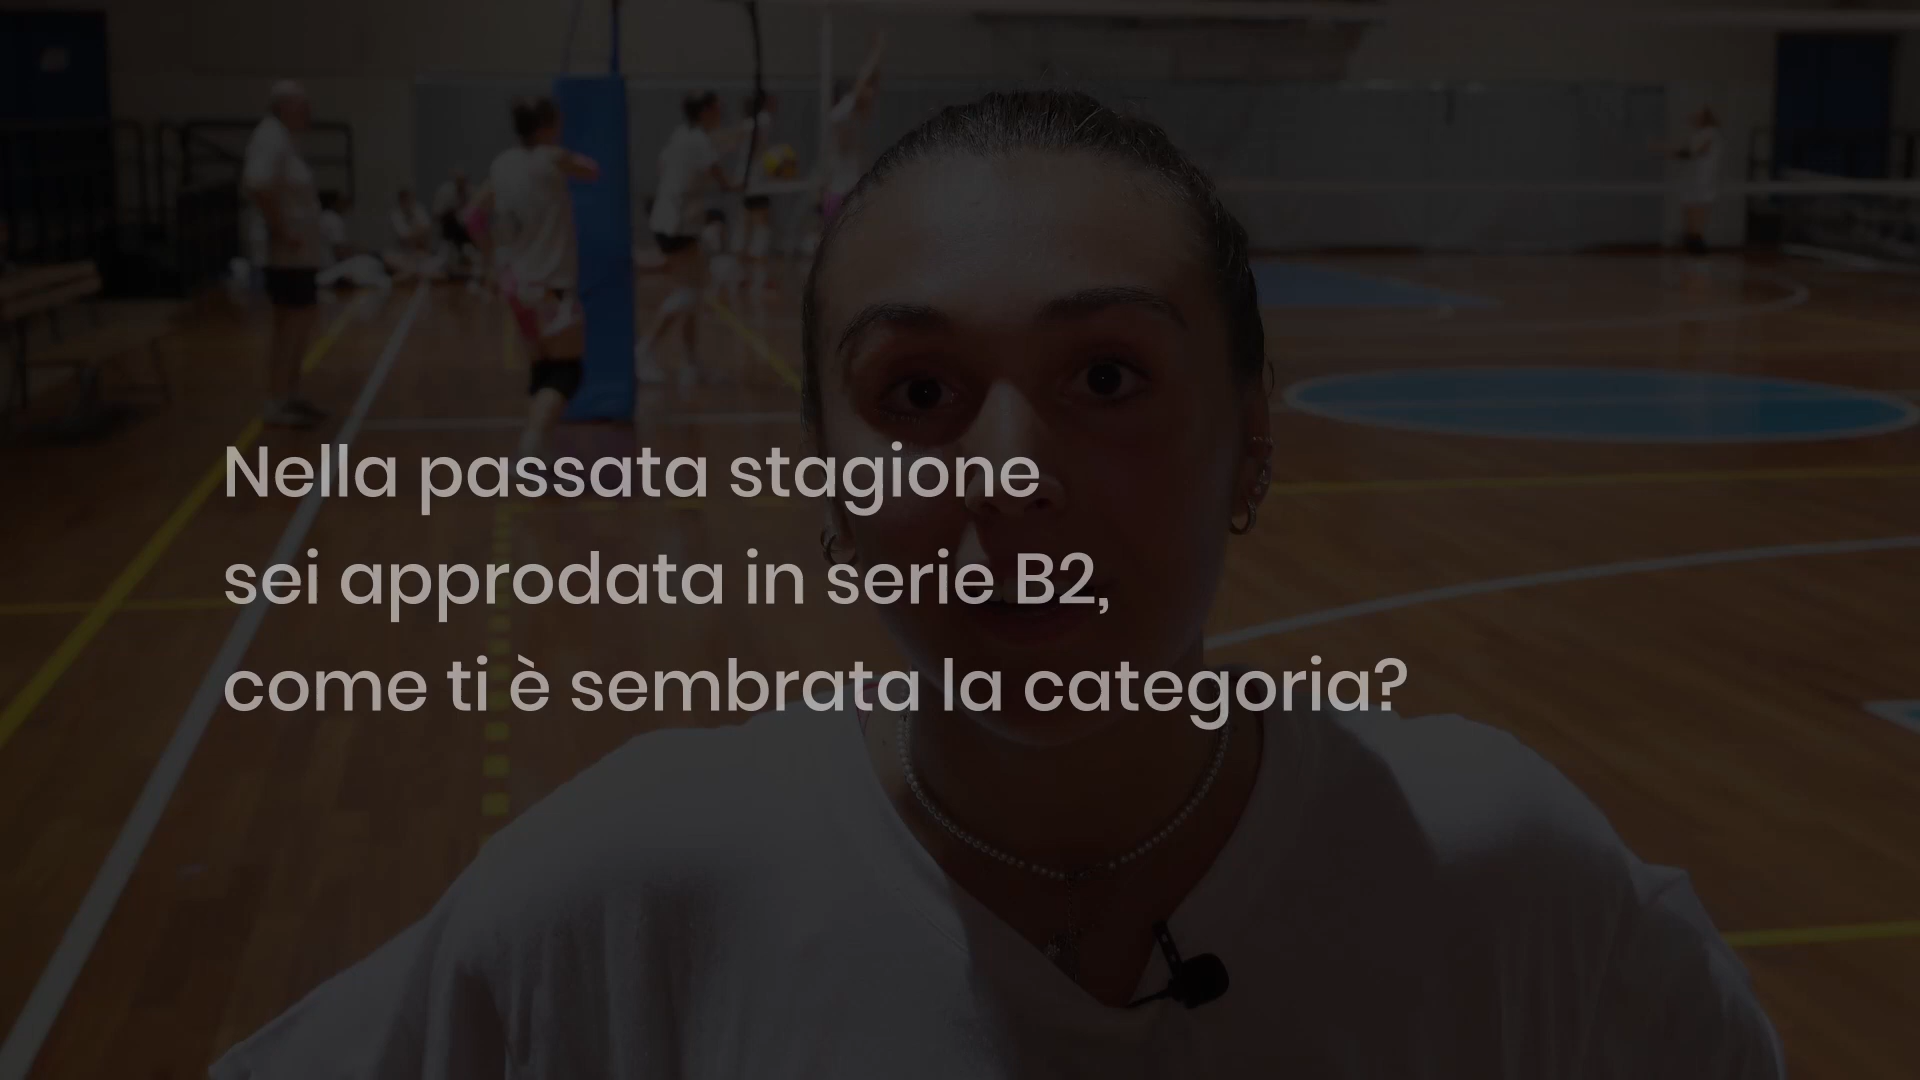 Nella passata stagione
sei approdata in serie B2,
come ti è sembrata la categoria?